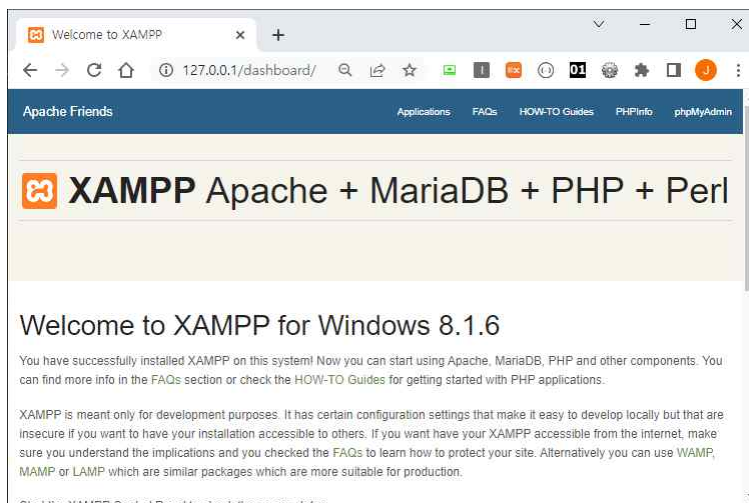 Welcome to XAMPP
127.0.0.1/dashboard/
01
J
Apache Friends
Applications
FAQs
HOW-TO Guides
PHPInfo
phpMyAdmin
XAMPP Apache + MariaDB + PHP + Perl
Welcome to XAMPP for Windows 8.1.6
You have successfully installed XAMPP on this system! Now you can start using Apache, MariaDB, PHP and other components. You
can find more info in the FAQs section or check the HOW-TO Guides for getting started with PHP applications.
XAMPP is meant only for development purposes. It has certain configuration settings that make it easy to develop locally but that are
insecure if you want to have your installation accessible to others. If you want have your XAMPP accessible from the internet, make
sure you understand the implications and you checked the FAQs to learn how to protect your site. Alternatively you can use WAMP,
MAMP or LAMP which are similar packages which are more suitable for production.